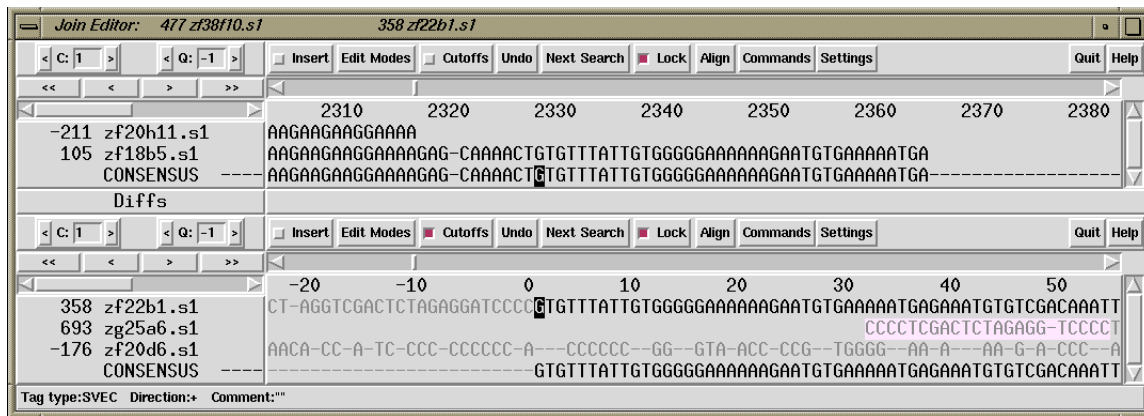 Join Editor: 477 zf38f10.s1 358 zf22b1.s1
< C: 1 > < Q: -1 > Insert Edit Modes Cutoffs Undo Next Search Lock Align Commands Settings Quit Help
<< < > >>
2310 2320 2330 2340 2350 2360 2370 2380
-211 zf20h11.s1 AAGAAGAAGGAAAA
105 zf18b5.s1 AAGAAGAAGGAAAAGAG-CAAAACTGTGTTTATTGTGGGGGAAAAAAGAATGTGAAAAATGA
CONSENSUS ---- AAGAAGAAGGAAAAGAG-CAAAACTGTGTTTATTGTGGGGGAAAAAAGAATGTGAAAAATGA------------------
Diffs
< C: 1 > < Q: -1 > Insert Edit Modes Cutoffs Undo Next Search Lock Align Commands Settings Quit Help
<< < > >>
-20 -10 0 10 20 30 40 50
358 zf22b1.s1 CT-AGGTCGACTCTAGAGGATCCCCGTGTTTATTGTGGGGGAAAAAAGAATGTGAAAAATGAGAAATGTGTCGACAAATT
693 zg25a6.s1 CCCCTCGACTCTAGAGG-TCCCCT
-176 zf20d6.s1 AACA-CC-A-TC-CCC-CCCCCC-A---CCCCCC--GG--GTA-ACC-CCG--TGGGG--AA-A---AA-G-A-CCC--A
CONSENSUS ---- -------------------------GTGTTTATTGTGGGGGAAAAAAGAATGTGAAAAATGAGAAATGTGTCGACAAATT
Tag type:SVEC Direction:+ Comment:""